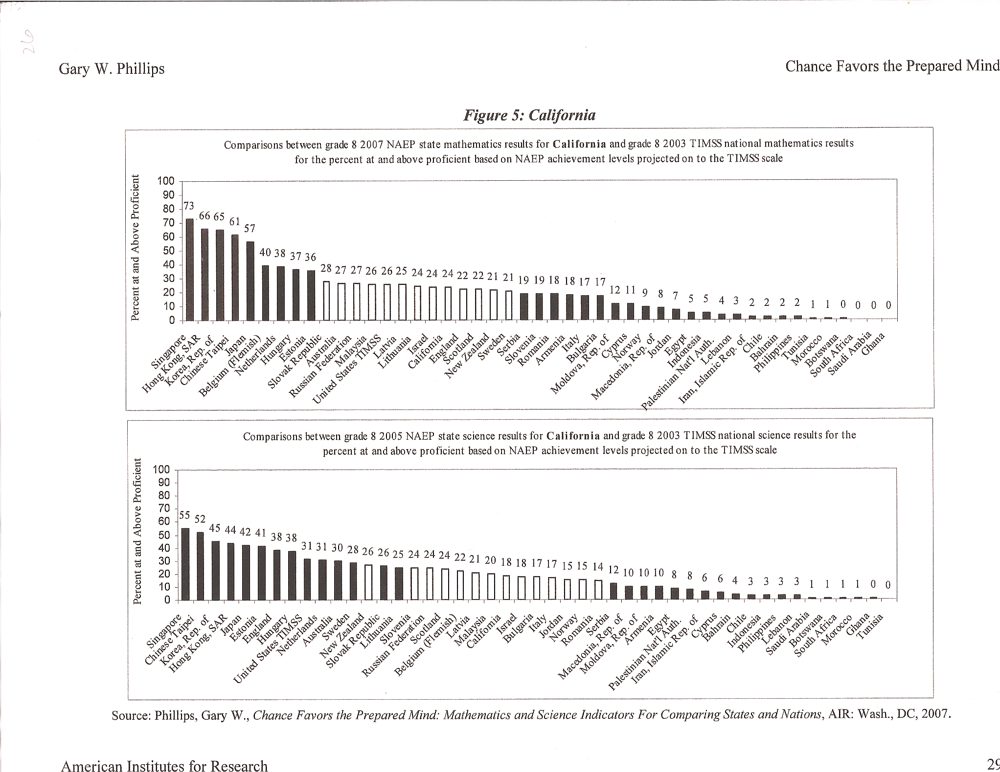 26
Gary W. Phillips
Chance Favors the Prepared Mind
Figure 5: California
Comparisons between grade 8 2007 NAEP state mathematics results for California and grade 8 2003 TIMSS national mathematics results
for the percent at and above proficient based on NAEP achievement levels projected on to the TIMSS scale
Percent at and Above Proficient
100
90
80
70
60
50
40
30
20
10
0
73 66 65 61 57 40 38 37 36 28 27 27 26 26 25 24 24 24 22 22 21 21 19 19 18 18 17 17 12 11 9 8 7 5 5 4 3 2 2 2 2 1 1 0 0 0 0
Singapore
Hong Kong, SAR
Korea, Rep. of
Chinese Taipei
Japan
Belgium (Flemish)
Netherlands
Hungary
Estonia
Slovak Republic
Australia
Russian Federation
Malaysia
United States TIMSS
Latvia
Lithuania
Israel
California
England
Scotland
New Zealand
Sweden
Serbia
Slovenia
Romania
Armenia
Italy
Bulgaria
Moldova, Rep. of
Cyprus
Norway
Macedonia, Rep. of
Jordan
Egypt
Indonesia
Palestinian Nat'l Auth.
Lebanon
Iran, Islamic Rep. of
Chile
Bahrain
Philippines
Tunisia
Morocco
Botswana
South Africa
Saudi Arabia
Ghana
Comparisons between grade 8 2005 NAEP state science results for California and grade 8 2003 TIMSS national science results for the
percent at and above proficient based on NAEP achievement levels projected on to the TIMSS scale
Percent at and Above Proficient
100
90
80
70
60
50
40
30
20
10
0
55 52 45 44 42 41 38 38 31 31 30 28 26 26 25 24 24 24 22 21 20 18 18 17 17 15 15 14 12 10 10 10 8 8 6 6 4 3 3 3 3 1 1 1 1 0 0
Singapore
Chinese Taipei
Korea, Rep. of
Hong Kong, SAR
Japan
Estonia
England
Hungary
United States TIMSS
Netherlands
Australia
Sweden
New Zealand
Slovak Republic
Lithuania
Slovenia
Russian Federation
Scotland
Belgium (Flemish)
Latvia
Malaysia
California
Israel
Bulgaria
Italy
Jordan
Norway
Romania
Serbia
Macedonia, Rep. of
Moldova, Rep. of
Armenia
Egypt
Palestinian Nat'l Auth.
Iran, Islamic Rep. of
Cyprus
Bahrain
Chile
Indonesia
Philippines
Lebanon
Saudi Arabia
Botswana
South Africa
Morocco
Ghana
Tunisia
Source: Phillips, Gary W., Chance Favors the Prepared Mind: Mathematics and Science Indicators For Comparing States and Nations, AIR: Wash., DC, 2007.
American Institutes for Research
29